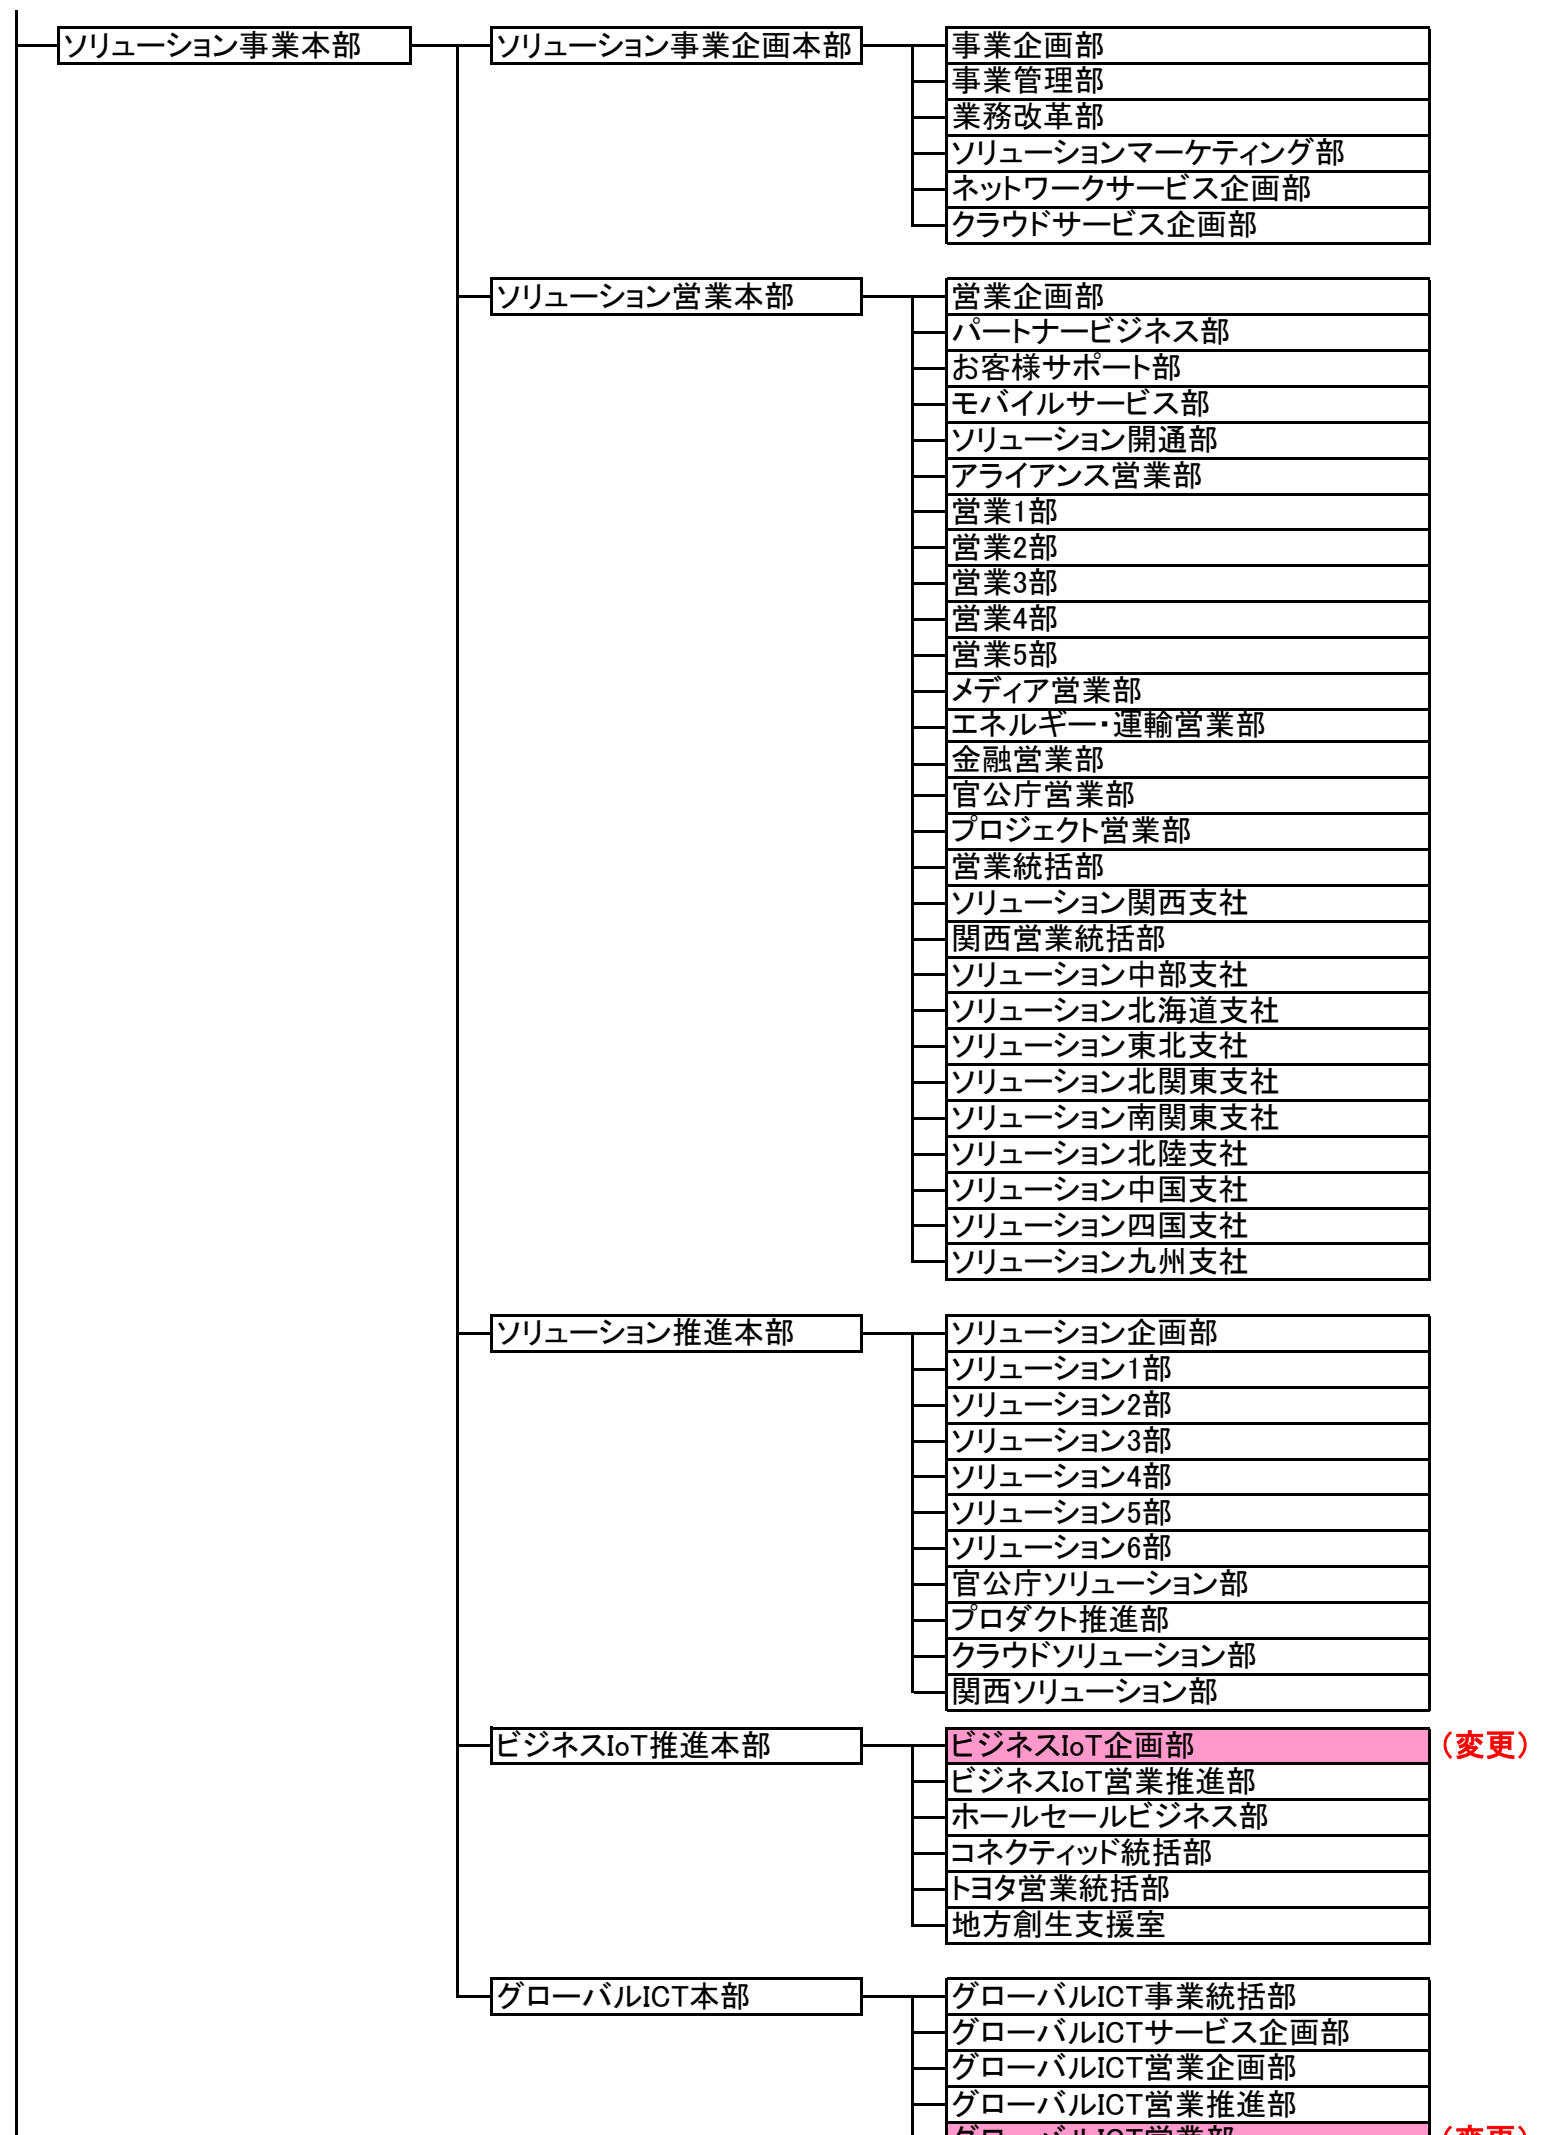 ソリューション事業本部
ソリューション事業企画本部
事業企画部
事業管理部
業務改革部
ソリューションマーケティング部
ネットワークサービス企画部
クラウドサービス企画部
ソリューション営業本部
営業企画部
パートナービジネス部
お客様サポート部
モバイルサービス部
ソリューション開通部
アライアンス営業部
営業1部
営業2部
営業3部
営業4部
営業5部
メディア営業部
エネルギー・運輸営業部
金融営業部
官公庁営業部
プロジェクト営業部
営業統括部
ソリューション関西支社
関西営業統括部
ソリューション中部支社
ソリューション北海道支社
ソリューション東北支社
ソリューション北関東支社
ソリューション南関東支社
ソリューション北陸支社
ソリューション中国支社
ソリューション四国支社
ソリューション九州支社
ソリューション推進本部
ソリューション企画部
ソリューション1部
ソリューション2部
ソリューション3部
ソリューション4部
ソリューション5部
ソリューション6部
官公庁ソリューション部
プロダクト推進部
クラウドソリューション部
関西ソリューション部
ビジネスIoT推進本部
ビジネスIoT企画部
（変更）
ビジネスIoT営業推進部
ホールセールビジネス部
コネクティッド統括部
トヨタ営業統括部
地方創生支援室
グローバルICT本部
グローバルICT事業統括部
グローバルICTサービス企画部
グローバルICT営業企画部
グローバルICT営業推進部
グローバルICT営業部
（変更）